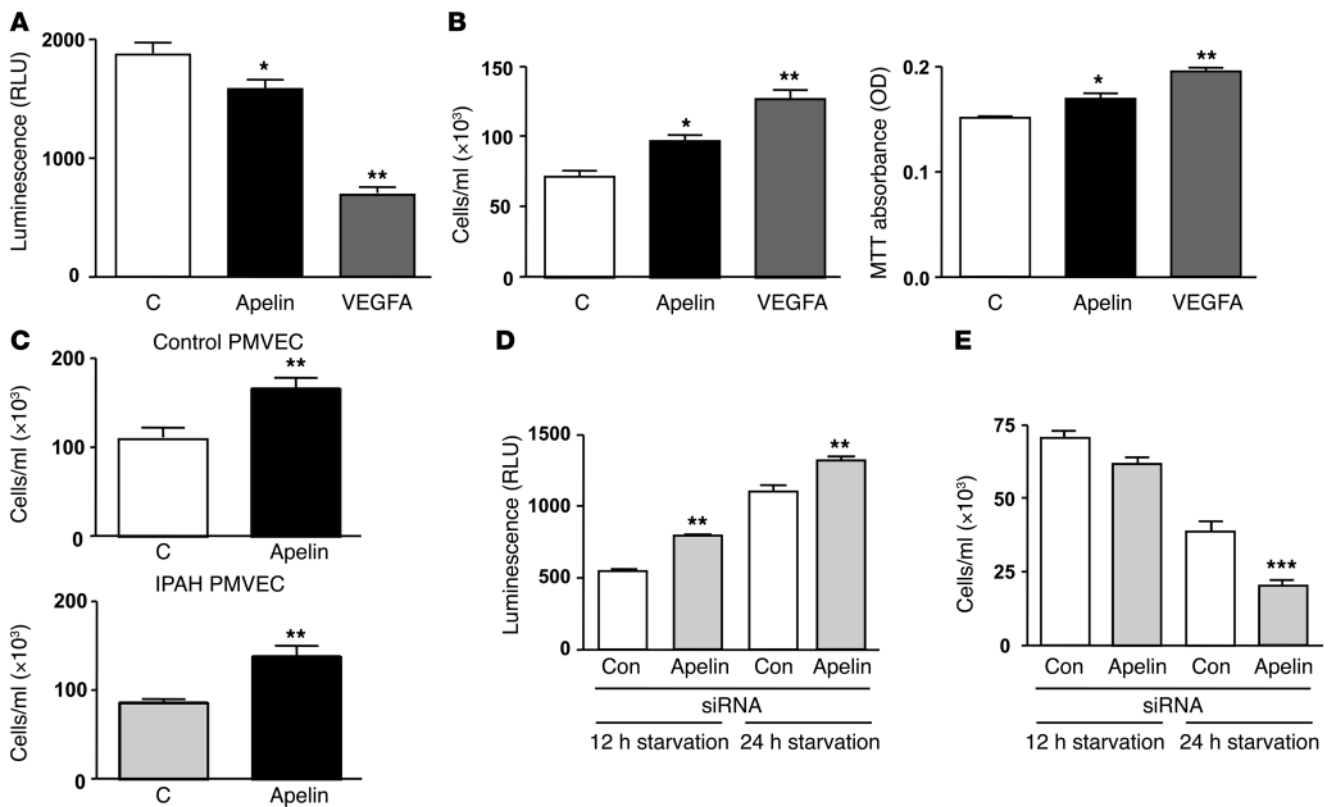 A
Luminescence (RLU)
2000
1000
0
*
**
C Apelin VEGFA
B
Cells/ml (×10³)
150
100
50
0
*
**
C Apelin VEGFA
MTT absorbance (OD)
0.2
0.1
0.0
*
**
C Apelin VEGFA
C
Control PMVEC
Cells/ml (×10³)
200
100
0
**
C Apelin
IPAH PMVEC
Cells/ml (×10³)
200
100
0
**
C Apelin
D
Luminescence (RLU)
1500
1000
500
0
**
**
Con Apelin Con Apelin
siRNA
12 h starvation 24 h starvation
E
Cells/ml (×10³)
75
50
25
0
***
Con Apelin Con Apelin
siRNA
12 h starvation 24 h starvation